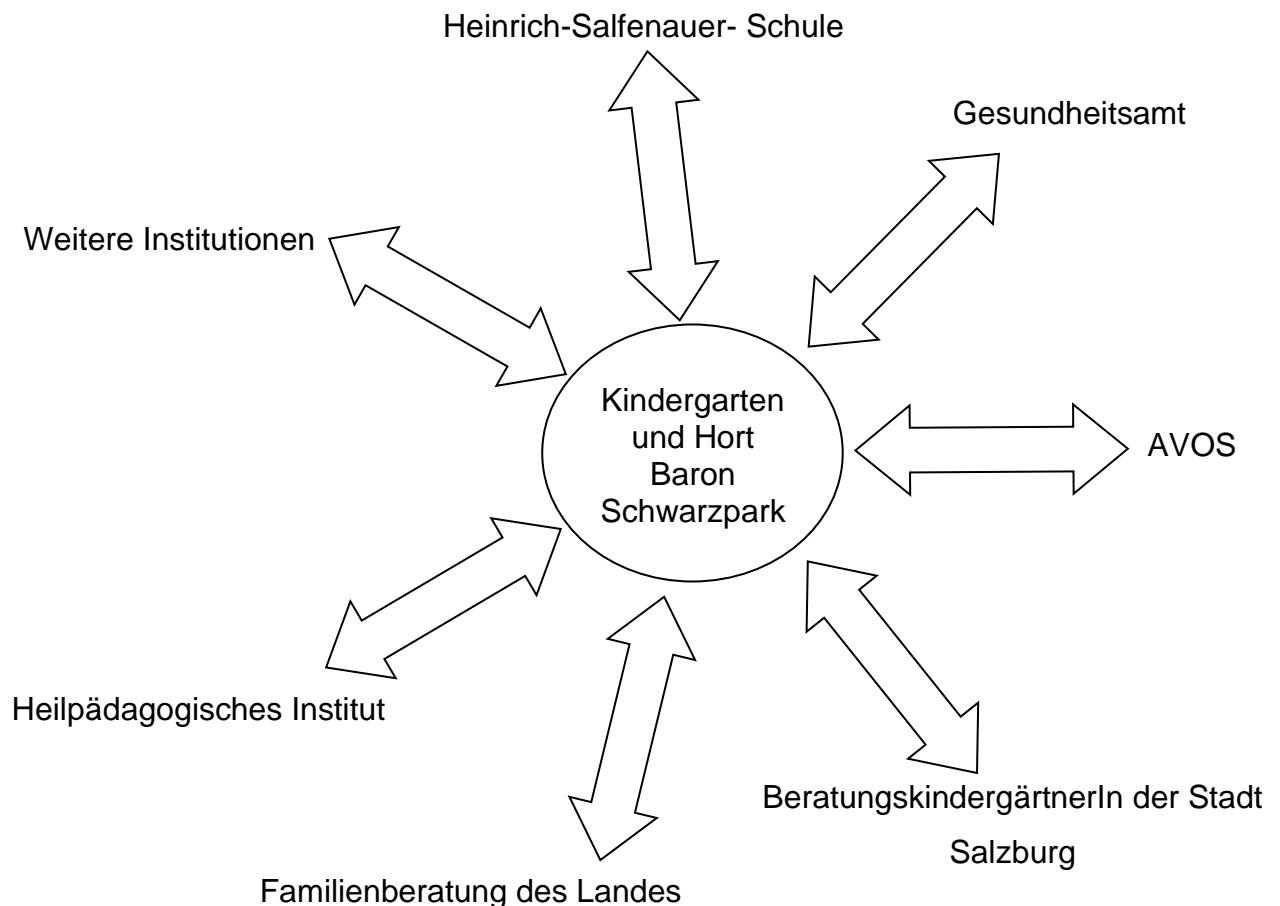 Heinrich-Salfenauer- Schule
Gesundheitsamt
Weitere Institutionen
Kindergarten
und Hort
Baron
Schwarzpark
AVOS
Heilpädagogisches Institut
BeratungskindergärtnerIn der Stadt
Salzburg
Familienberatung des Landes